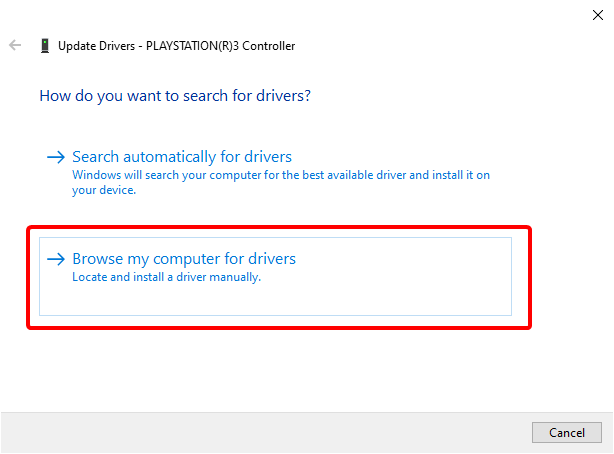 Update Drivers - PLAYSTATION(R)3 Controller
How do you want to search for drivers?
Search automatically for drivers
Windows will search your computer for the best available driver and install it on
your device.
Browse my computer for drivers
Locate and install a driver manually.
Cancel